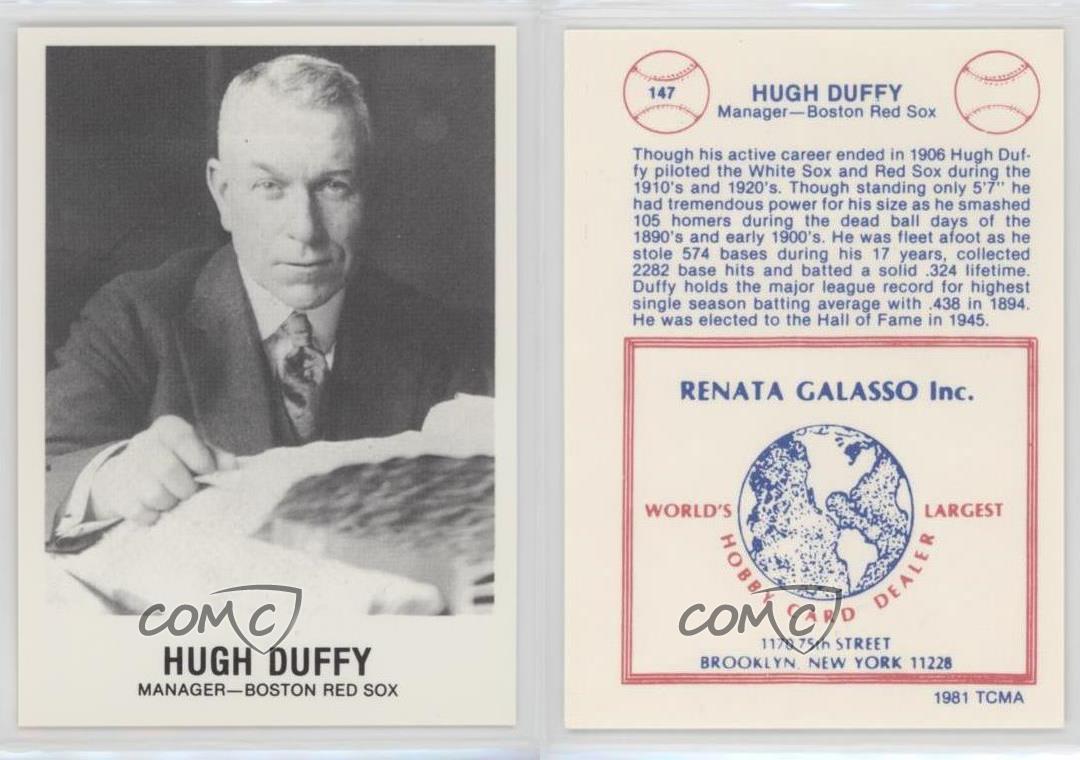 COMC
HUGH DUFFY
MANAGER—BOSTON RED SOX
147
HUGH DUFFY
Manager—Boston Red Sox
Though his active career ended in 1906 Hugh Duf-
fy piloted the White Sox and Red Sox during the
1910's and 1920's. Though standing only 5'7" he
had tremendous power for his size as he smashed
105 homers during the dead ball days of the
1890's and early 1900's. He was fleet afoot as he
stole 574 bases during his 17 years, collected
2282 base hits and batted a solid .324 lifetime.
Duffy holds the major league record for highest
single season batting average with .438 in 1894.
He was elected to the Hall of Fame in 1945.
RENATA GALASSO Inc.
WORLD'S LARGEST
HOBBY CARD DEALER
COMC
1170 75th STREET
BROOKLYN, NEW YORK 11228
1981 TCMA